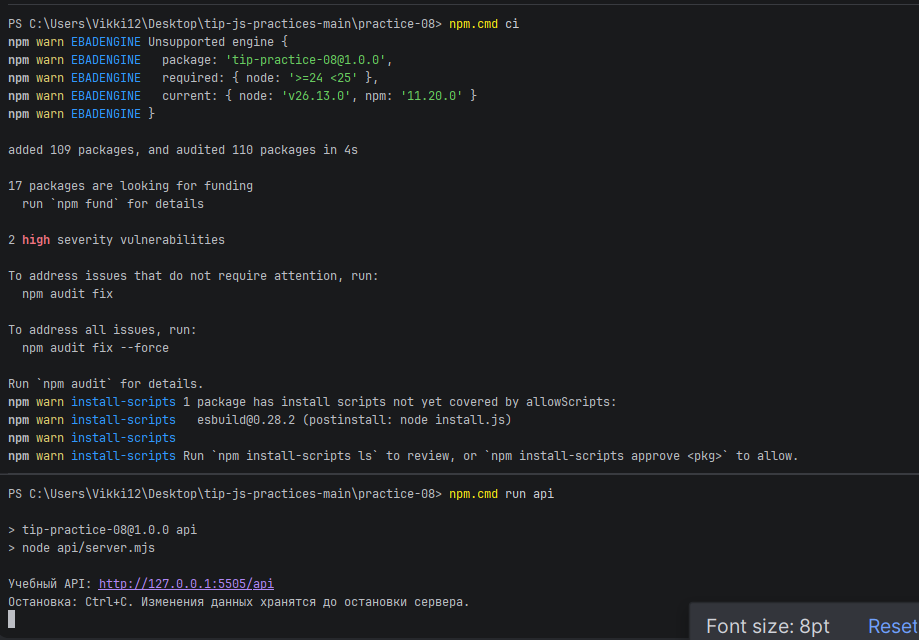 PS C:\Users\Vikki12\Desktop\tip-js-practices-main\practice-08> npm.cmd ci
npm warn EBADENGINE Unsupported engine {
npm warn EBADENGINE   package: 'tip-practice-08@1.0.0',
npm warn EBADENGINE   required: { node: '>=24 <25' },
npm warn EBADENGINE   current: { node: 'v26.13.0', npm: '11.20.0' }
npm warn EBADENGINE }
added 109 packages, and audited 110 packages in 4s
17 packages are looking for funding
  run `npm fund` for details
2 high severity vulnerabilities
To address issues that do not require attention, run:
  npm audit fix
To address all issues, run:
  npm audit fix --force
Run `npm audit` for details.
npm warn install-scripts 1 package has install scripts not yet covered by allowScripts:
npm warn install-scripts   esbuild@0.28.2 (postinstall: node install.js)
npm warn install-scripts
npm warn install-scripts Run `npm install-scripts ls` to review, or `npm install-scripts approve <pkg>` to allow.
PS C:\Users\Vikki12\Desktop\tip-js-practices-main\practice-08> npm.cmd run api
> tip-practice-08@1.0.0 api
> node api/server.mjs
Учебный API: http://127.0.0.1:5505/api
Остановка: Ctrl+C. Изменения данных хранятся до остановки сервера.
Font size: 8pt Reset